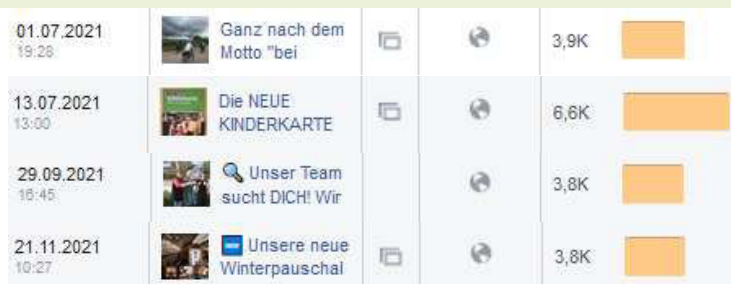 01.07.2021
19:28
Ganz nach dem
Motto "bei
3,9K
13.07.2021
13:00
Die NEUE
KINDERKARTE
6,6K
29.09.2021
16:45
🔍 Unser Team
sucht DICH! Wir
3,8K
21.11.2021
10:27
Unsere neue
Winterpauschal
3,8K